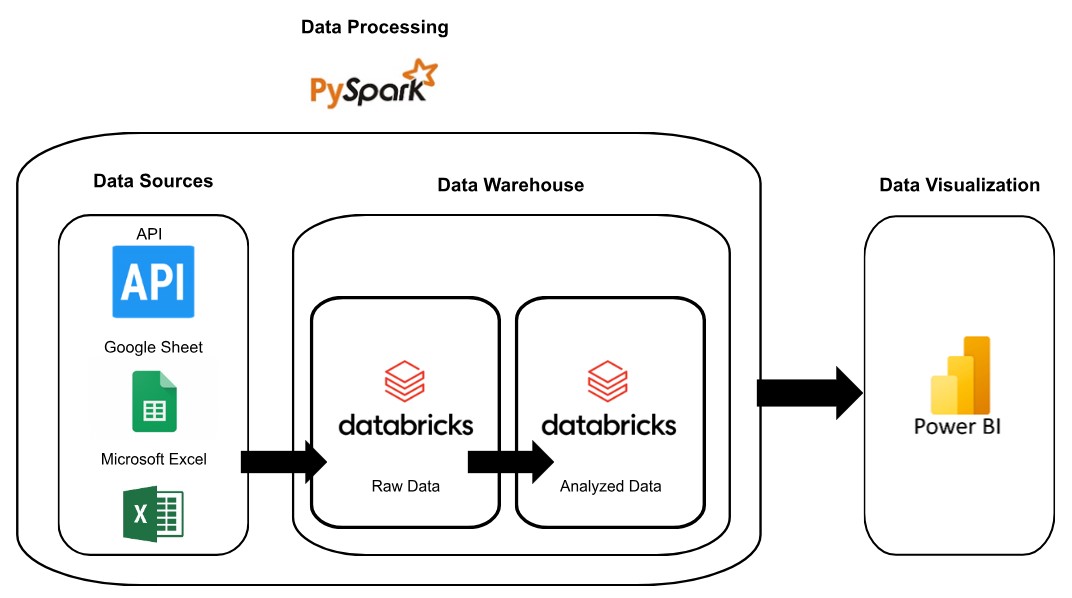 Data Processing
PySpark
Data Sources
Data Warehouse
Data Visualization
API
API
Google Sheet
Microsoft Excel
X
databricks
Raw Data
databricks
Analyzed Data
Power BI